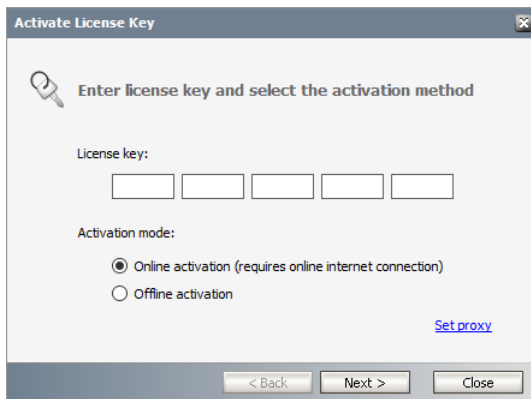 Activate License Key
Enter license key and select the activation method
License key:
Activation mode:
Online activation (requires online internet connection)
Offline activation
Set proxy
< Back Next > Close